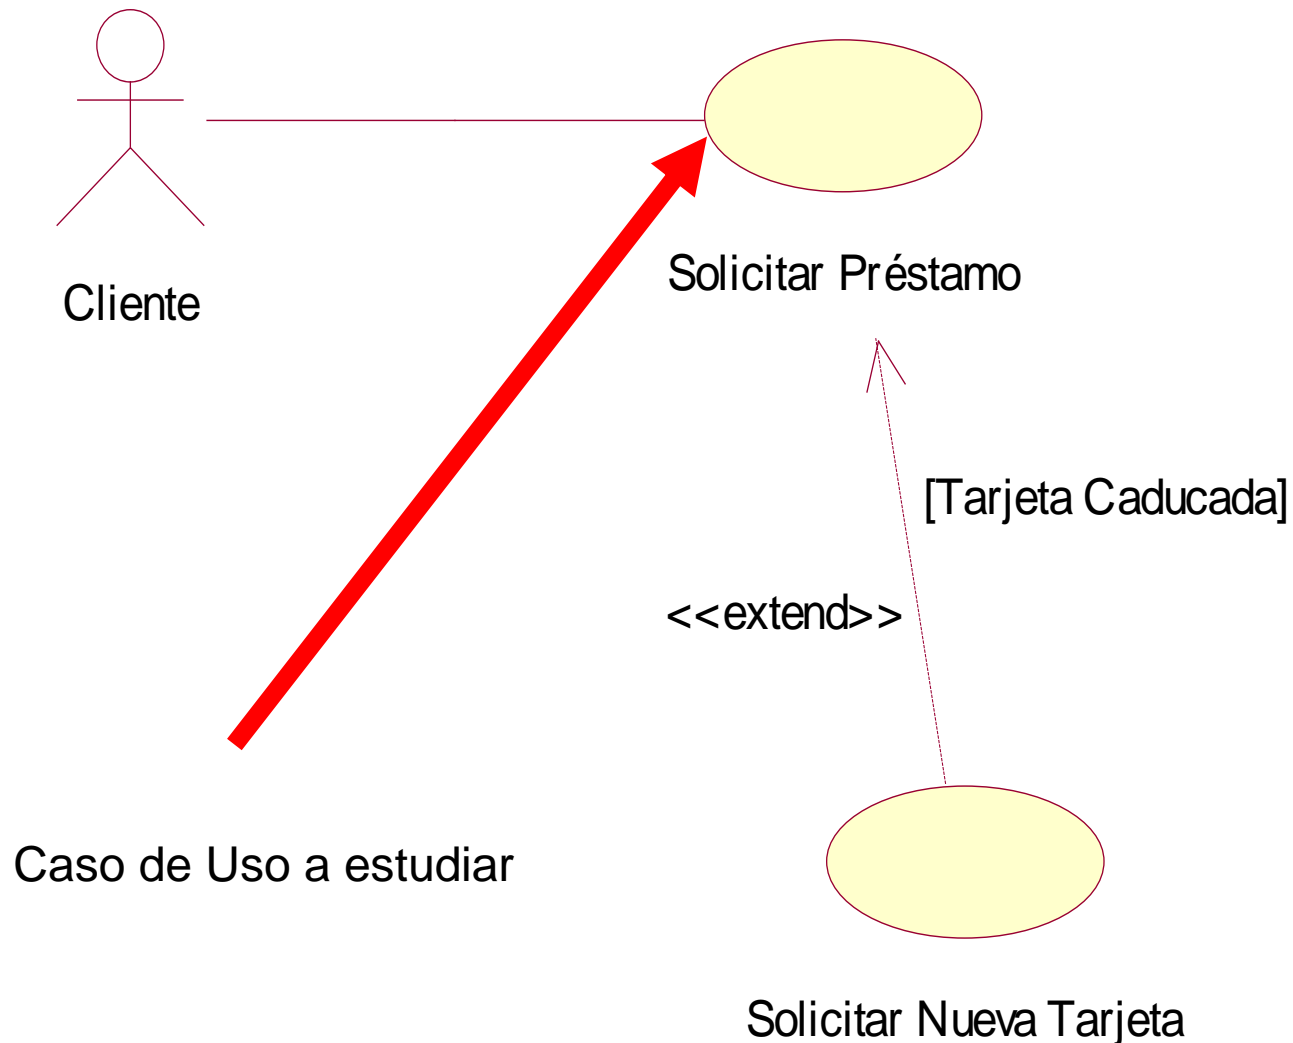 Solicitar Préstamo
Cliente
[Tarjeta Caducada]
<<extend>>
Caso de Uso a estudiar
Solicitar Nueva Tarjeta